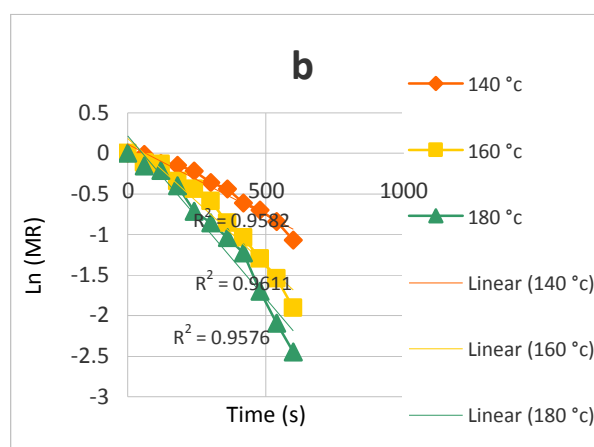 b
0.5
0
-0.5
-1
-1.5
-2
-2.5
-3
0
500
1000
R² = 0.9582
R² = 0.9611
R² = 0.9576
Ln (MR)
Time (s)
140 °c
160 °c
180 °c
Linear (140 °c)
Linear (160 °c)
Linear (180 °c)